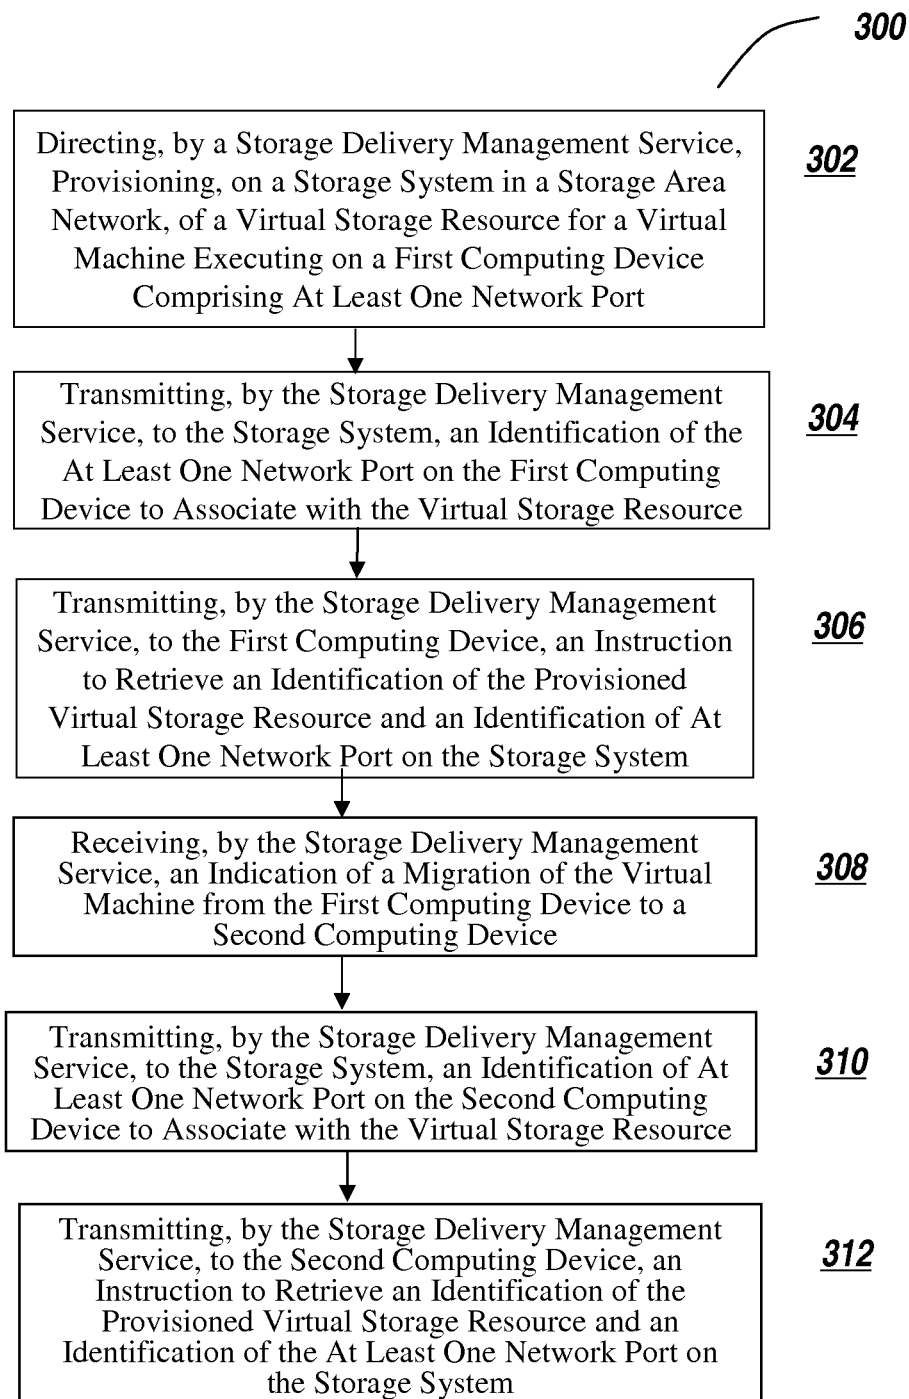 300
Directing, by a Storage Delivery Management Service,
Provisioning, on a Storage System in a Storage Area
Network, of a Virtual Storage Resource for a Virtual
Machine Executing on a First Computing Device
Comprising At Least One Network Port
302
Transmitting, by the Storage Delivery Management
Service, to the Storage System, an Identification of the
At Least One Network Port on the First Computing
Device to Associate with the Virtual Storage Resource
304
Transmitting, by the Storage Delivery Management
Service, to the First Computing Device, an Instruction
to Retrieve an Identification of the Provisioned
Virtual Storage Resource and an Identification of At
Least One Network Port on the Storage System
306
Receiving, by the Storage Delivery Management
Service, an Indication of a Migration of the Virtual
Machine from the First Computing Device to a
Second Computing Device
308
Transmitting, by the Storage Delivery Management
Service, to the Storage System, an Identification of At
Least One Network Port on the Second Computing
Device to Associate with the Virtual Storage Resource
310
Transmitting, by the Storage Delivery Management
Service, to the Second Computing Device, an
Instruction to Retrieve an Identification of the
Provisioned Virtual Storage Resource and an
Identification of the At Least One Network Port on
the Storage System
312